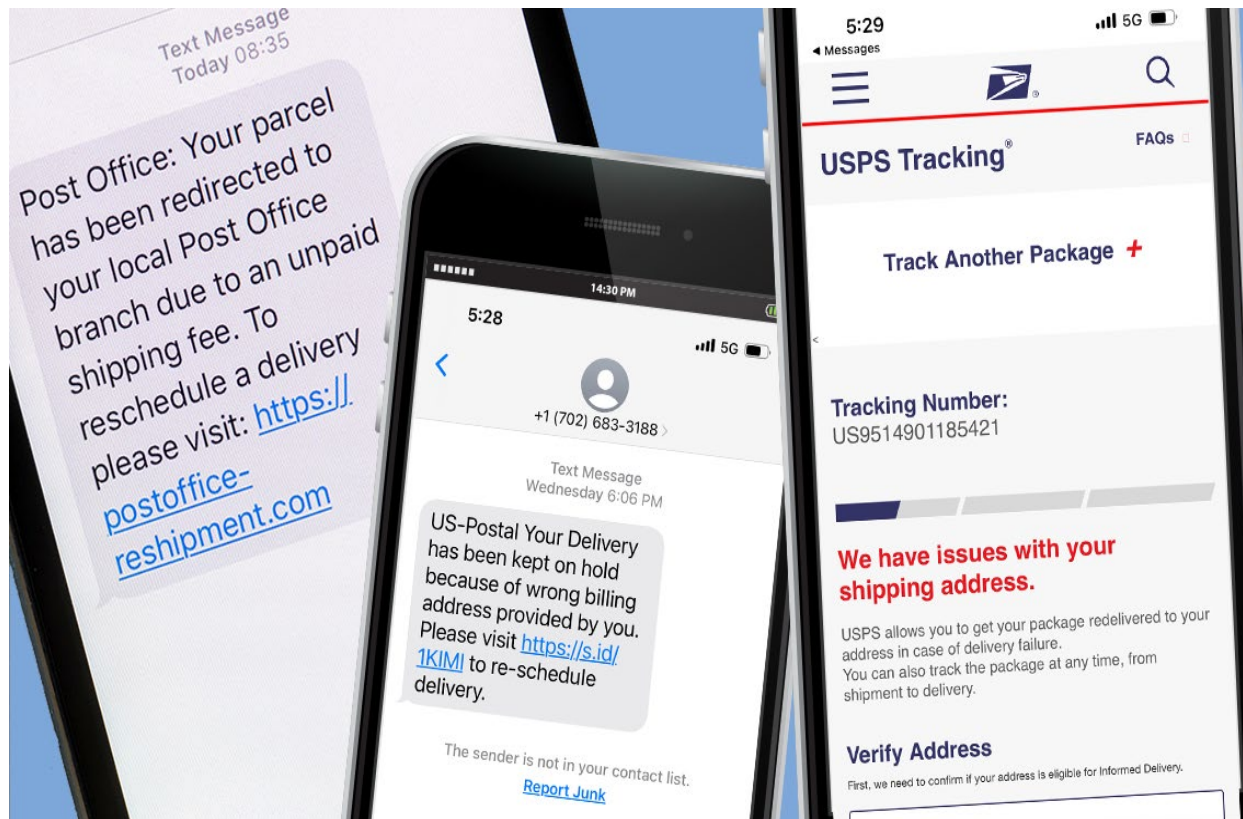 Text Message
Today 08:35
Post Office: Your parcel
has been redirected to
your local Post Office
branch due to an unpaid
shipping fee. To
reschedule a delivery
please visit: https://
postoffice-
reshipment.com
14:30 PM
5:28
5G
+1 (702) 683-3188 >
Text Message
Wednesday 6:06 PM
US-Postal Your Delivery
has been kept on hold
because of wrong billing
address provided by you.
Please visit https://s.id/
1KIMI to re-schedule
delivery.
The sender is not in your contact list.
Report Junk
5:29
5G
Messages
USPS Tracking®
FAQs
Track Another Package +
Tracking Number:
US9514901185421
We have issues with your
shipping address.
USPS allows you to get your package redelivered to your
address in case of delivery failure.
You can also track the package at any time, from
shipment to delivery.
Verify Address
First, we need to confirm if your address is eligible for Informed Delivery.